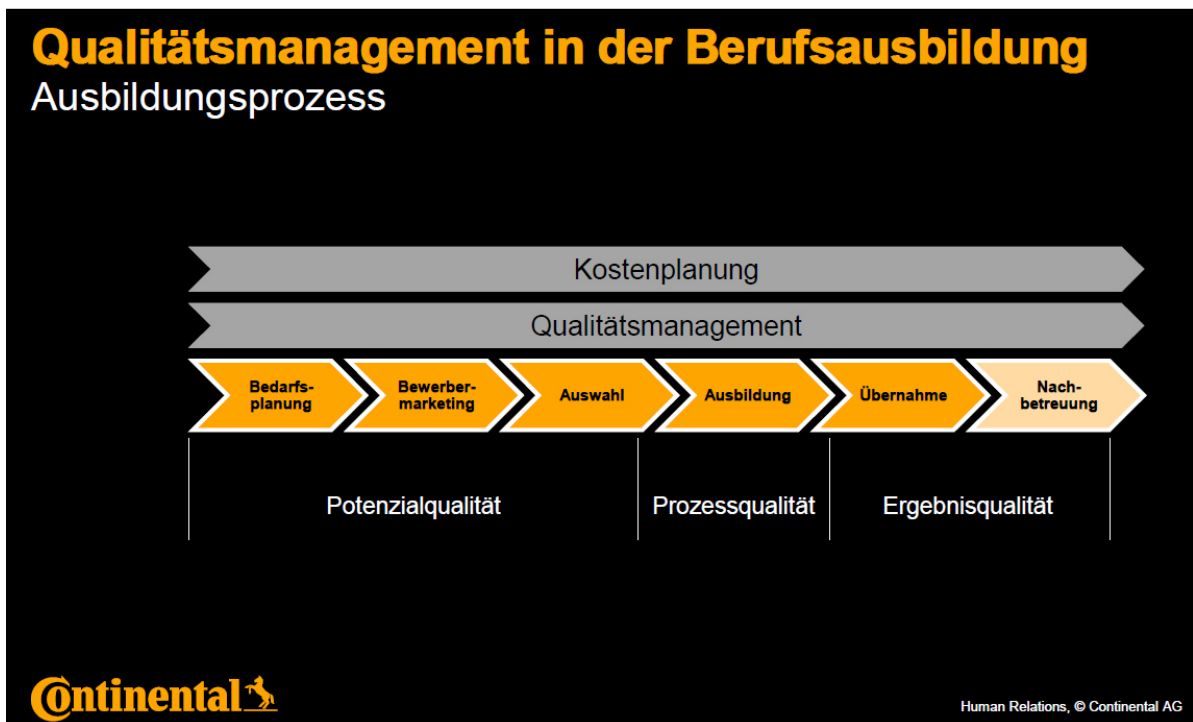 Qualitätsmanagement in der Berufsausbildung
Ausbildungsprozess
Kostenplanung
Qualitätsmanagement
Bedarfs-
planung
Bewerber-
marketing
Auswahl
Ausbildung
Übernahme
Nach-
betreuung
Potenzialqualität
Prozessqualität
Ergebnisqualität
Continental
Human Relations, © Continental AG